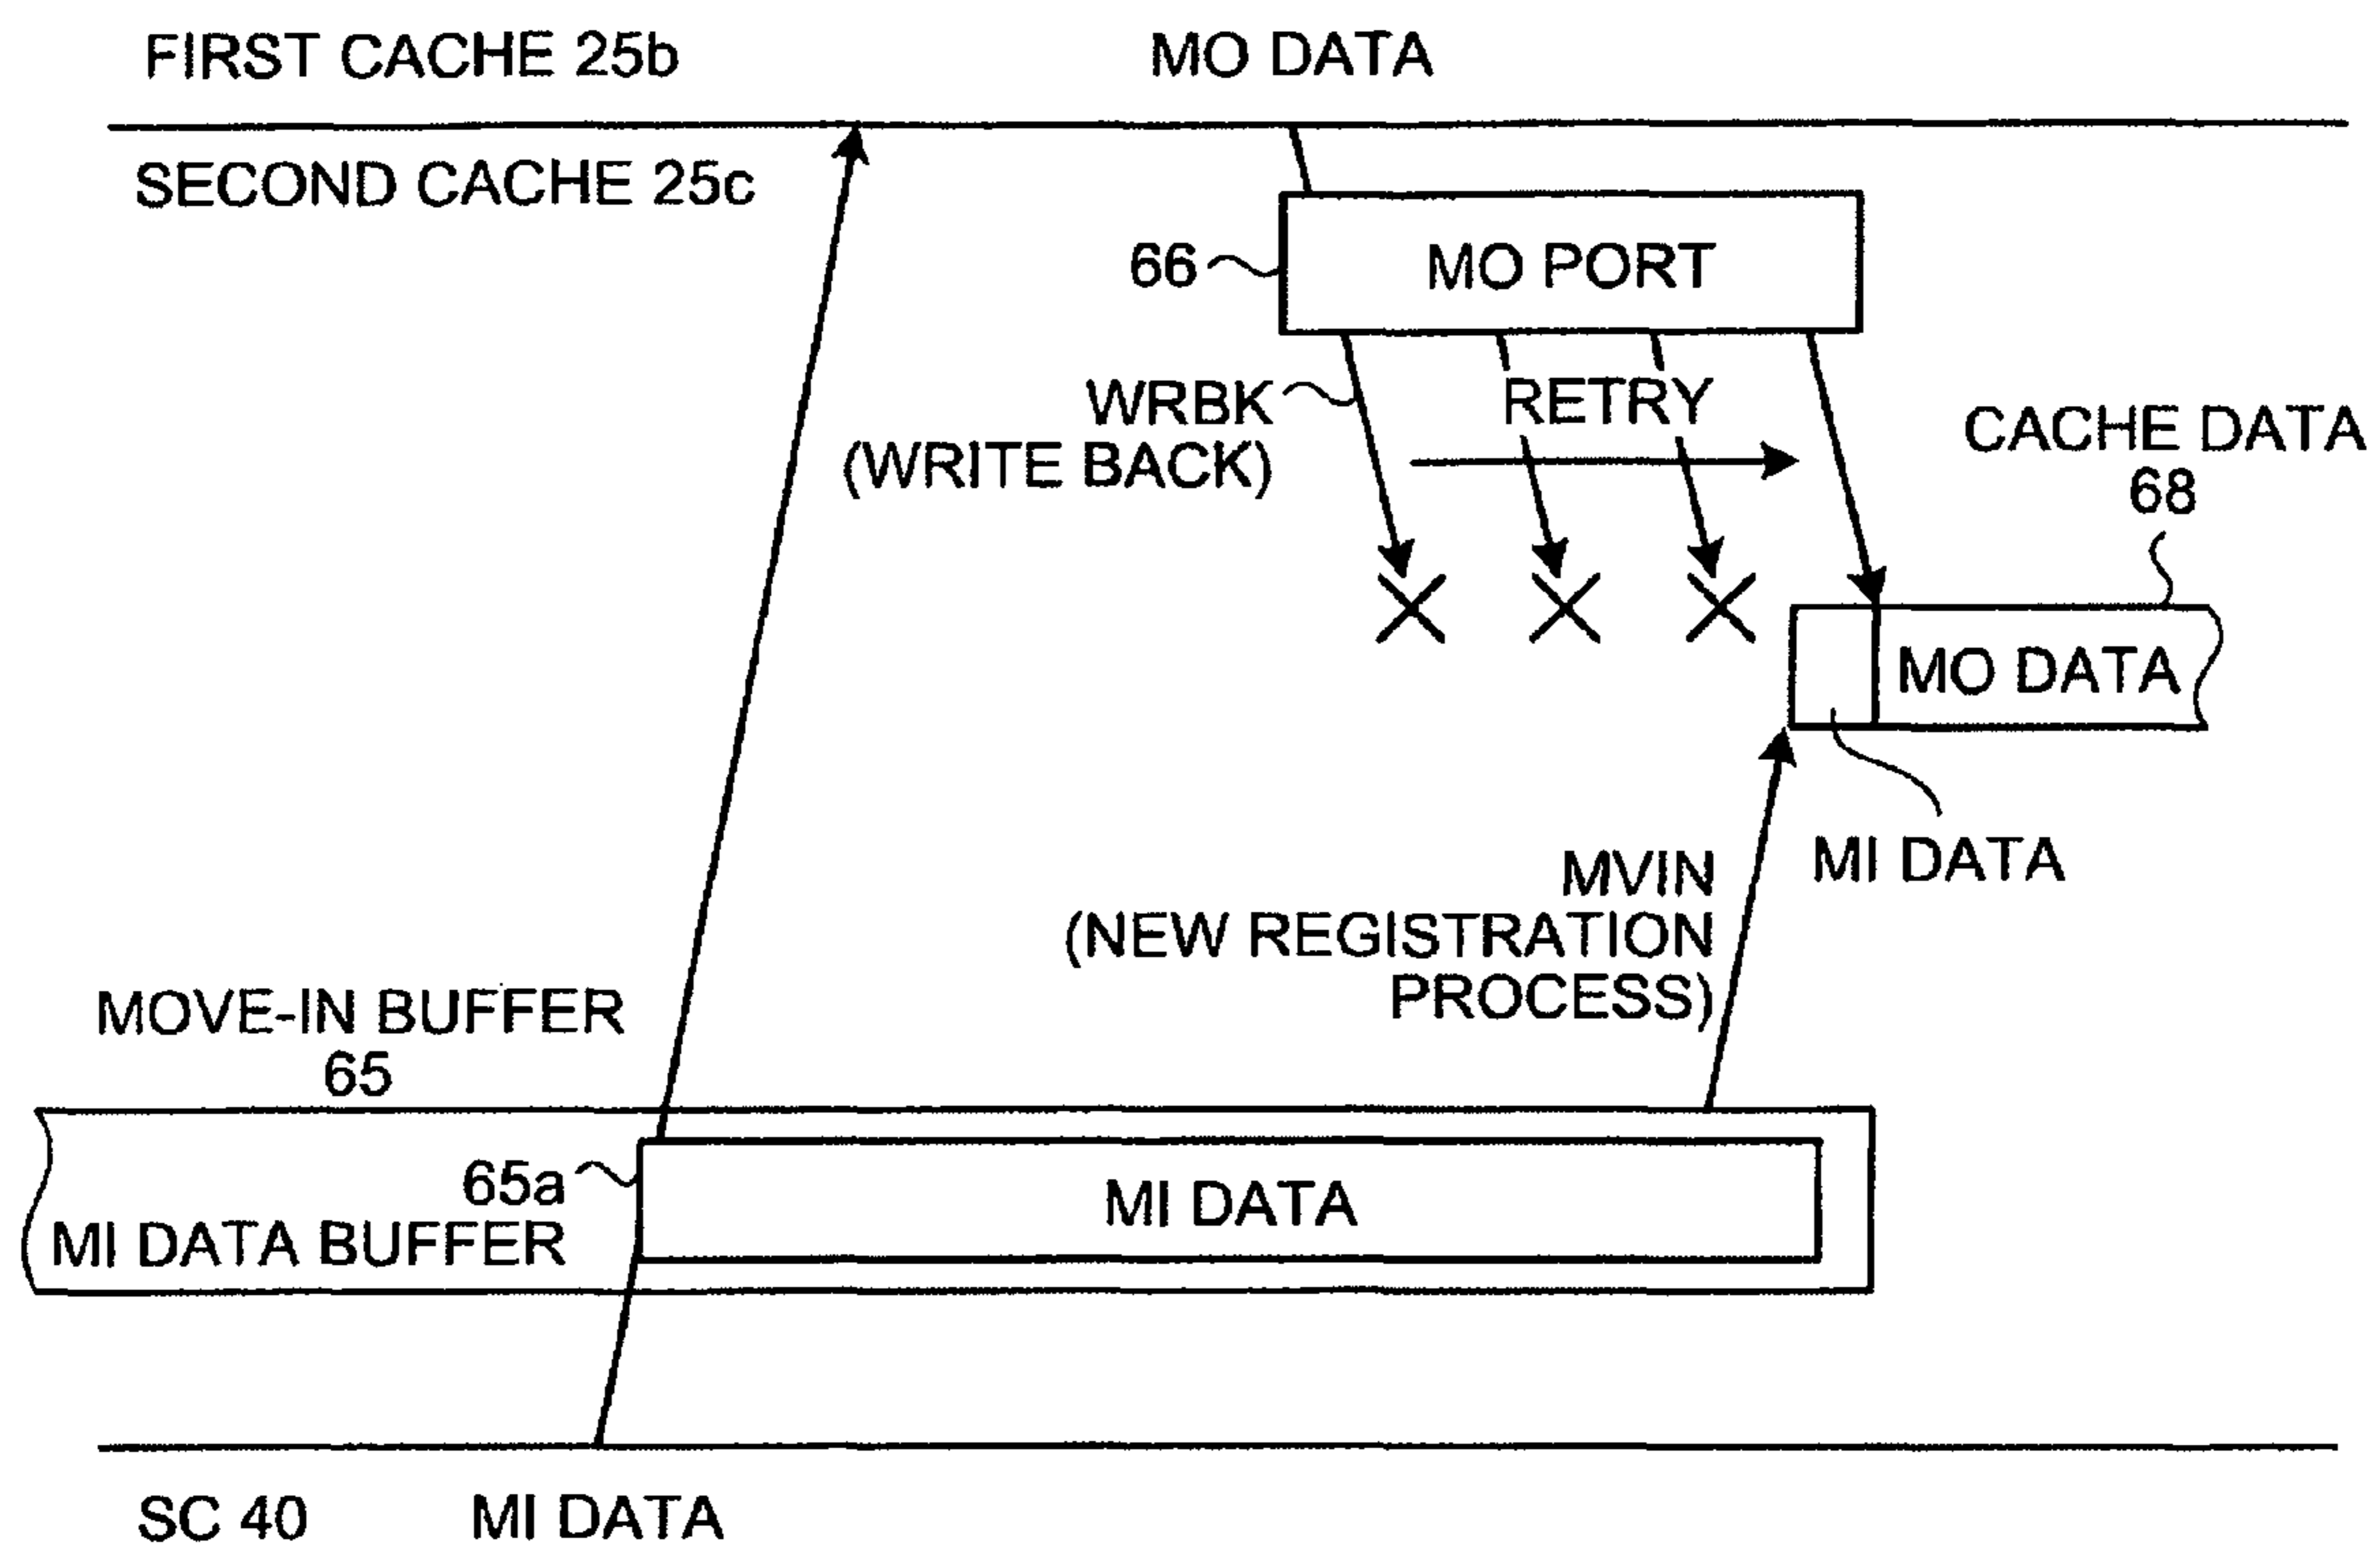 FIRST CACHE 25b
MO DATA
SECOND CACHE 25c
66
MO PORT
WRBK
(WRITE BACK)
RETRY
CACHE DATA
68
MO DATA
MI DATA
MVIN
(NEW REGISTRATION
PROCESS)
MOVE-IN BUFFER
65
65a
MI DATA BUFFER
MI DATA
SC 40
MI DATA